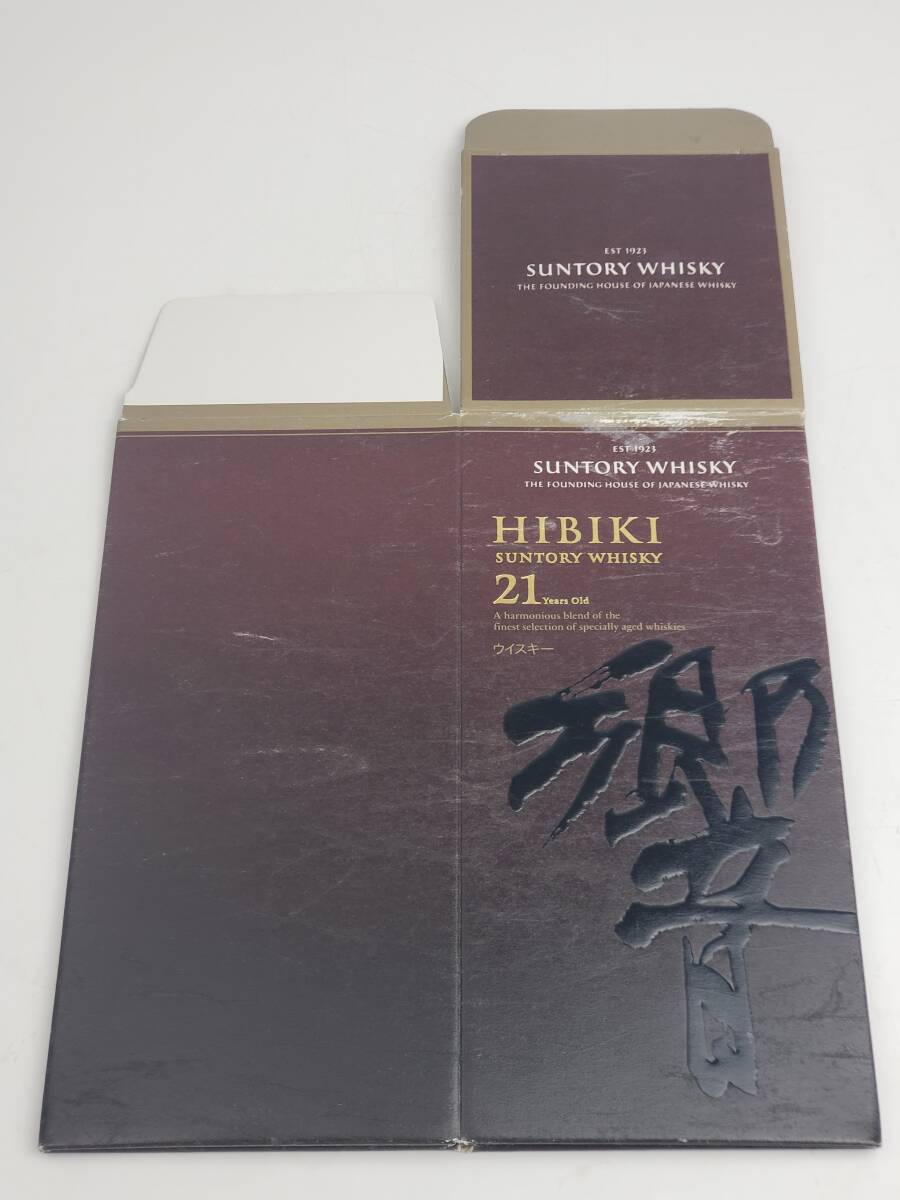 EST 1923
SUNTORY WHISKY
THE FOUNDING HOUSE OF JAPANESE WHISKY
EST 1923
SUNTORY WHISKY
THE FOUNDING HOUSE OF JAPANESE WHISKY
HIBIKI
SUNTORY WHISKY
21 Years Old
A harmonious blend of the
finest selection of specially aged whiskies
ウイスキー
響